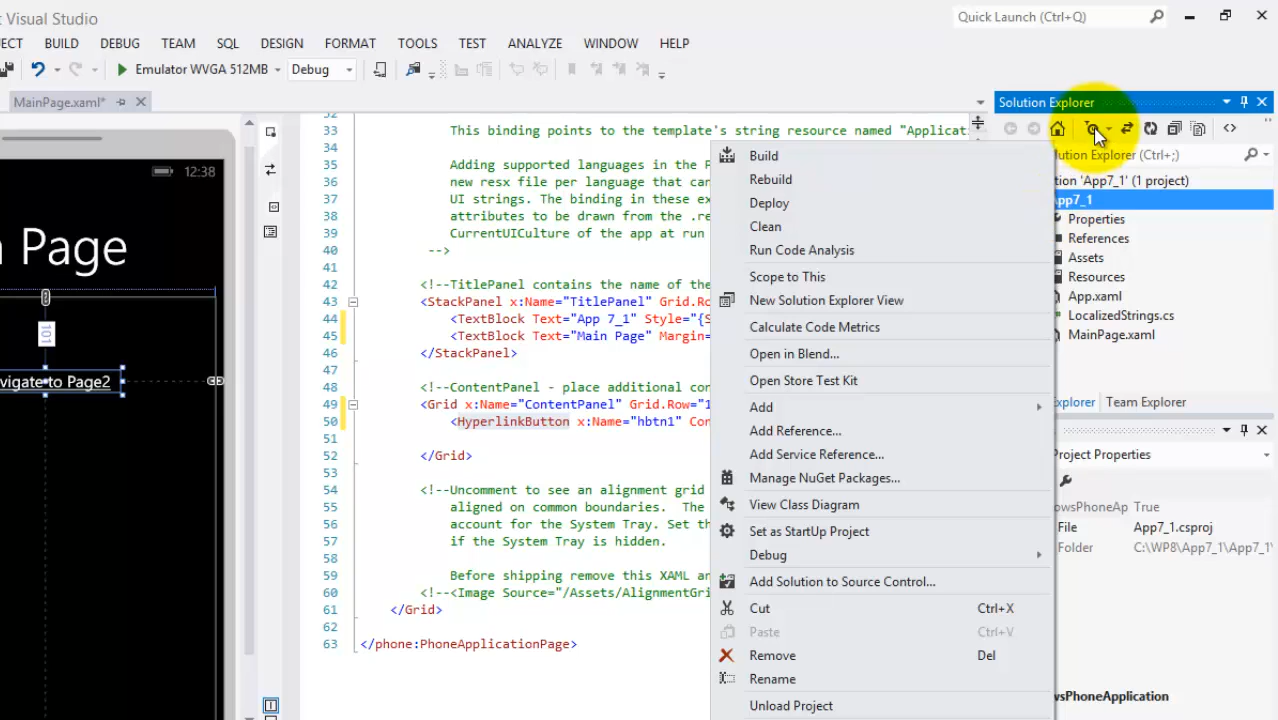 t Visual Studio
Quick Launch (Ctrl+Q)
ECT BUILD DEBUG TEAM SQL DESIGN FORMAT TOOLS TEST ANALYZE WINDOW HELP
Emulator WVGA 512MB Debug
MainPage.xaml*
12:38
n Page
101
vigate to Page2
32
33 This binding points to the template's string resource named "Applicat
34
35 Adding supported languages in the P
36 new resx file per language that can
37 UI strings. The binding in these ex
38 attributes to be drawn from the .re
39 CurrentUICulture of the app at run
40 -->
41
42 <!--TitlePanel contains the name of the
43 <StackPanel x:Name="TitlePanel" Grid.Ro
44 <TextBlock Text="App 7_1" Style="{S
45 <TextBlock Text="Main Page" Margin=
46 </StackPanel>
47
48 <!--ContentPanel - place additional con
49 <Grid x:Name="ContentPanel" Grid.Row="1
50 <HyperlinkButton x:Name="hbtn1" Con
51
52 </Grid>
53
54 <!--Uncomment to see an alignment grid
55 aligned on common boundaries. The
56 account for the System Tray. Set th
57 if the System Tray is hidden.
58
59 Before shipping remove this XAML an
60 <!--<Image Source="/Assets/AlignmentGri
61 </Grid>
62
63 </phone:PhoneApplicationPage>
Build
Rebuild
Deploy
Clean
Run Code Analysis
Scope to This
New Solution Explorer View
Calculate Code Metrics
Open in Blend...
Open Store Test Kit
Add
Add Reference...
Add Service Reference...
Manage NuGet Packages...
View Class Diagram
Set as StartUp Project
Debug
Add Solution to Source Control...
Cut Ctrl+X
Paste Ctrl+V
Remove Del
Rename
Unload Project
Solution Explorer
olution Explorer (Ctrl+;)
tion 'App7_1' (1 project)
pp7_1
Properties
References
Assets
Resources
App.xaml
LocalizedStrings.cs
MainPage.xaml
xplorer Team Explorer
Project Properties
owsPhoneAp True
File App7_1.csproj
Folder C:\WP8\App7_1\App7_1\
owsPhoneApplication